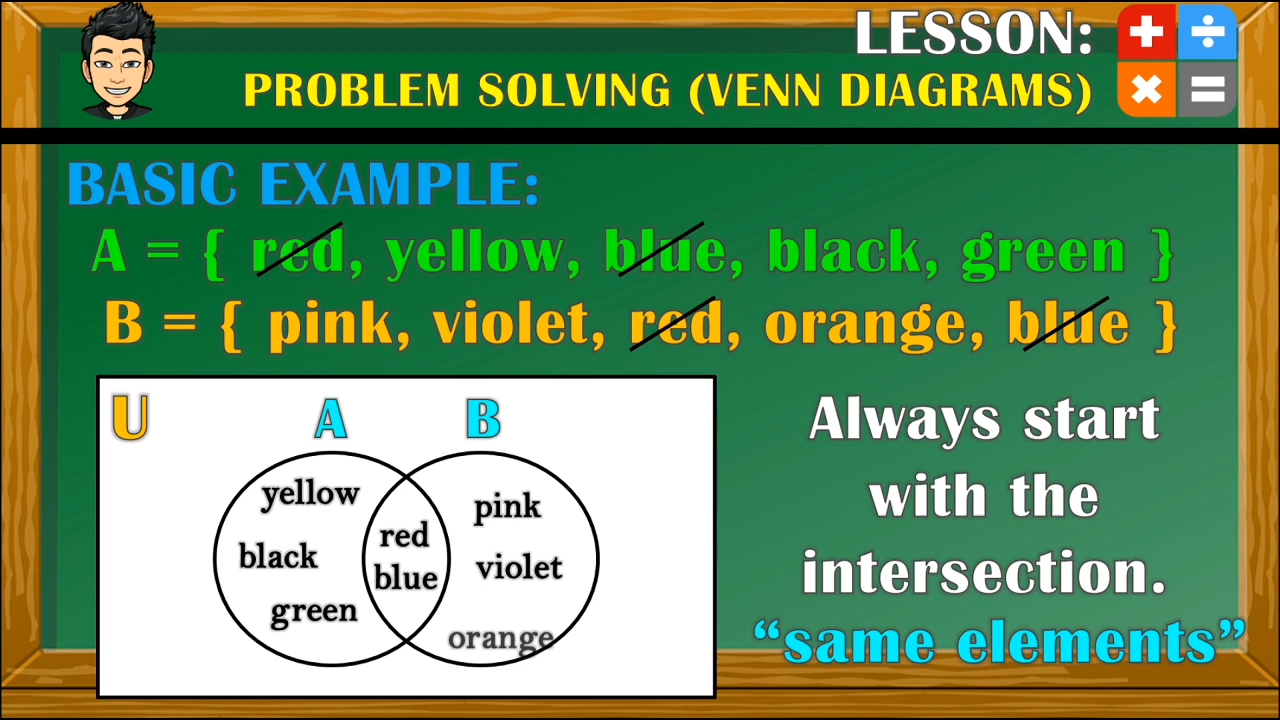 LESSON:
PROBLEM SOLVING (VENN DIAGRAMS)
BASIC EXAMPLE:
A = { red, yellow, blue, black, green }
B = { pink, violet, red, orange, blue }
U
A
B
yellow
black
green
red
blue
pink
violet
orange
Always start
with the
intersection.
“same elements”